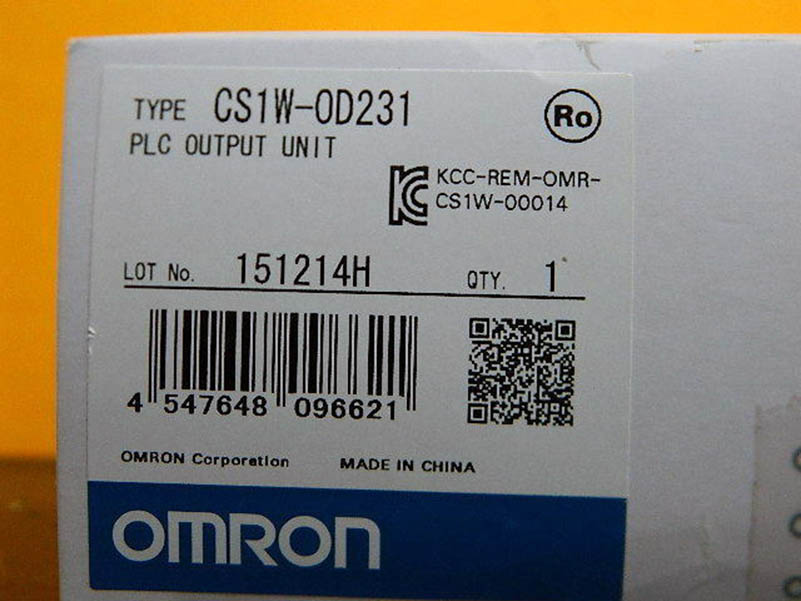 TYPE CS1W-OD231
Ro
PLC OUTPUT UNIT
KCC-REM-OMR-
CS1W-00014
LOT No. 151214H QTY. 1
4 547648 096621
OMRON Corporation MADE IN CHINA
OMRON